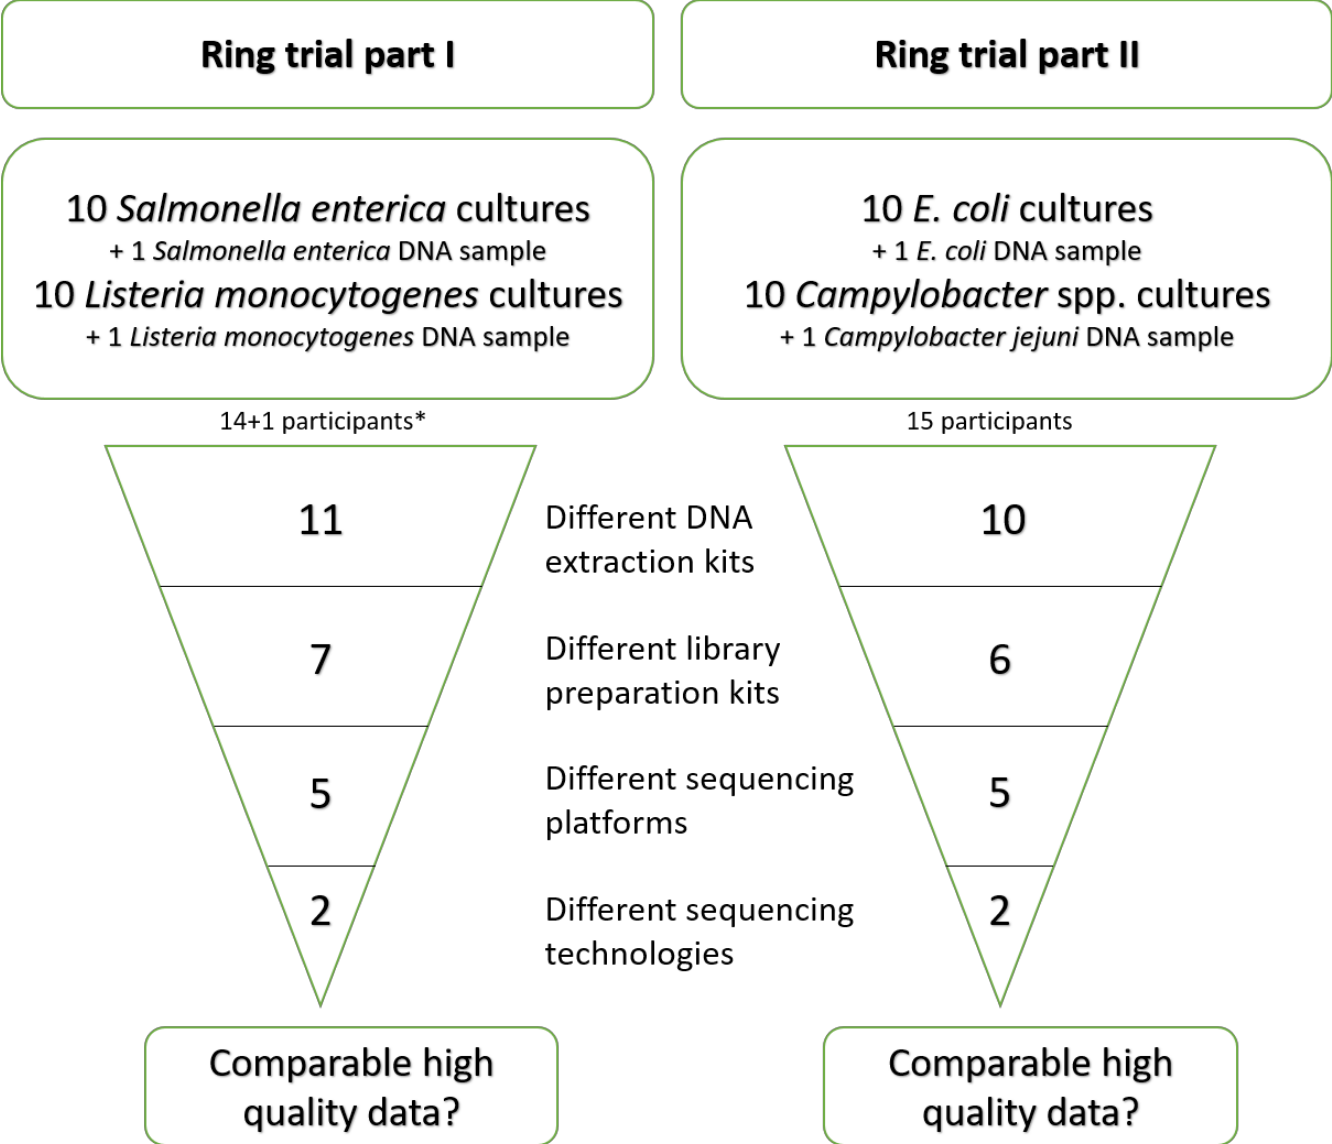 Ring trial part I
Ring trial part II
10 Salmonella enterica cultures
+ 1 Salmonella enterica DNA sample
10 Listeria monocytogenes cultures
+ 1 Listeria monocytogenes DNA sample
10 E. coli cultures
+ 1 E. coli DNA sample
10 Campylobacter spp. cultures
+ 1 Campylobacter jejuni DNA sample
14+1 participants*
15 participants
11
Different DNA
extraction kits
10
7
Different library
preparation kits
6
5
Different sequencing
platforms
5
2
Different sequencing
technologies
2
Comparable high
quality data?
Comparable high
quality data?